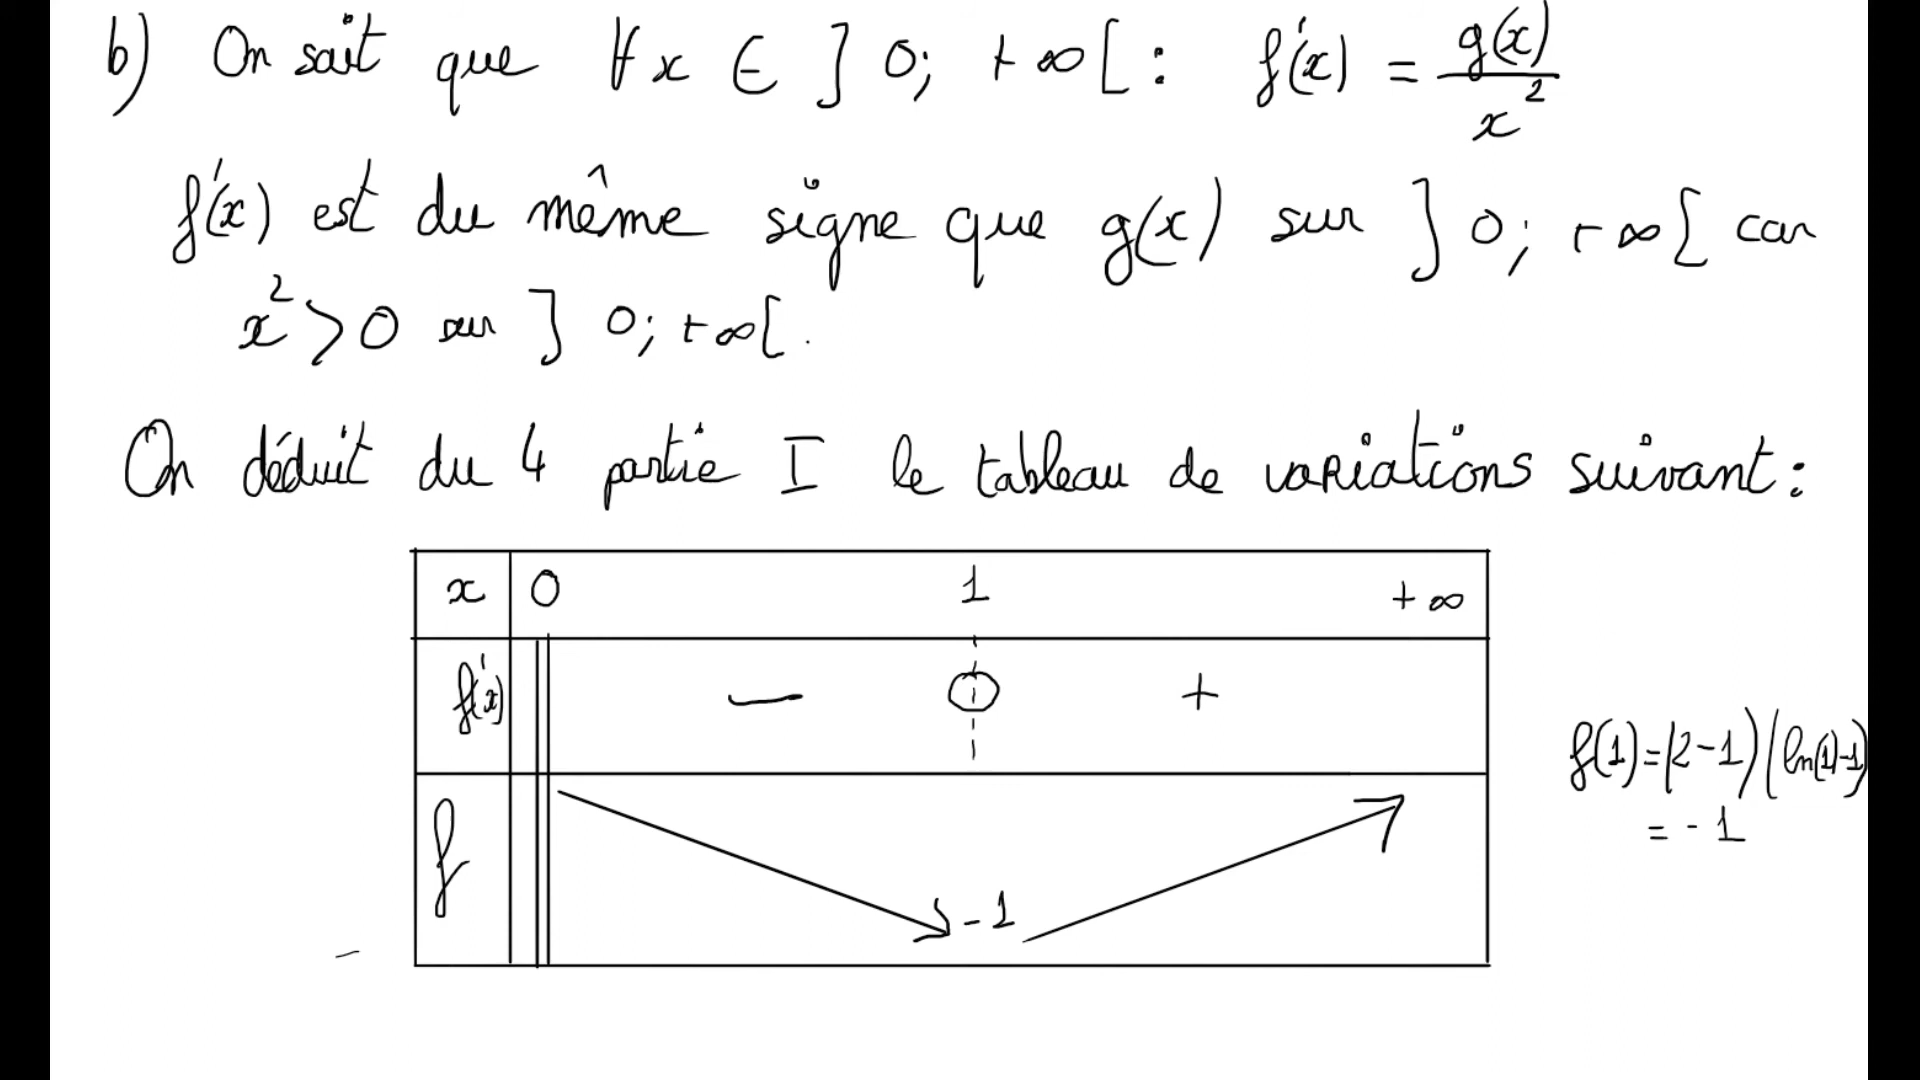 b) On sait que ∀x ∈ ] 0; +∞ [ : f'(x) = g(x)/x²
f'(x) est du même signe que g(x) sur ] 0; +∞ [ car
x² > 0 sur ] 0; +∞ [.
On déduit du 4 partie I le tableau de variations suivant :
x 0 1 +∞
f'(x) − 0 +
f(1) = (2-1)(ln(1)-1)
= -1
f -1